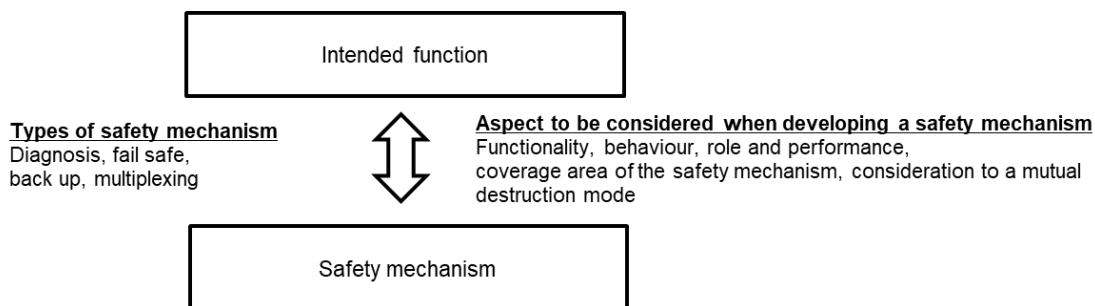 Intended function
Types of safety mechanism
Diagnosis, fail safe,
back up, multiplexing
Aspect to be considered when developing a safety mechanism
Functionality, behaviour, role and performance,
coverage area of the safety mechanism, consideration to a mutual
destruction mode
Safety mechanism